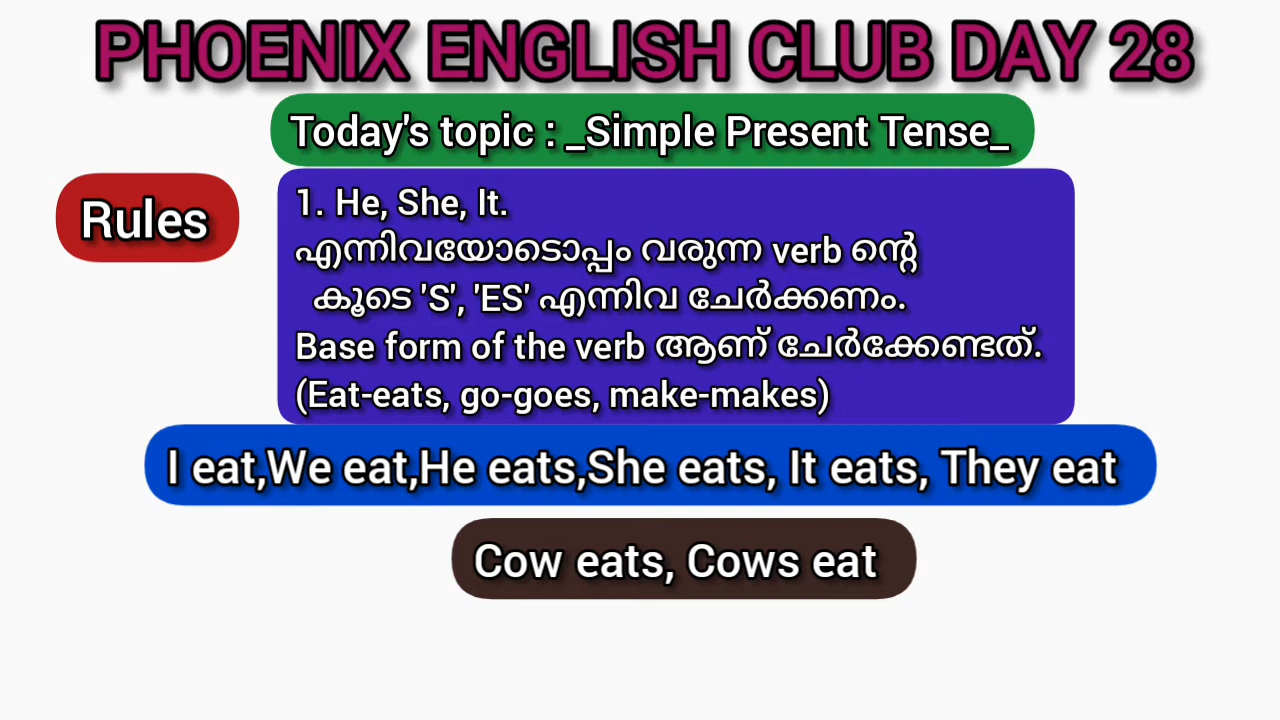 PHOENIX ENGLISH CLUB DAY 28
Today's topic : _Simple Present Tense_
Rules
1. He, She, It.
എന്നിവയോടൊപ്പം വരുന്ന verb ന്റെ
കൂടെ 'S', 'ES' എന്നിവ ചേർക്കണം.
Base form of the verb ആണ് ചേർക്കേണ്ടത്.
(Eat-eats, go-goes, make-makes)
I eat,We eat,He eats,She eats, It eats, They eat
Cow eats, Cows eat